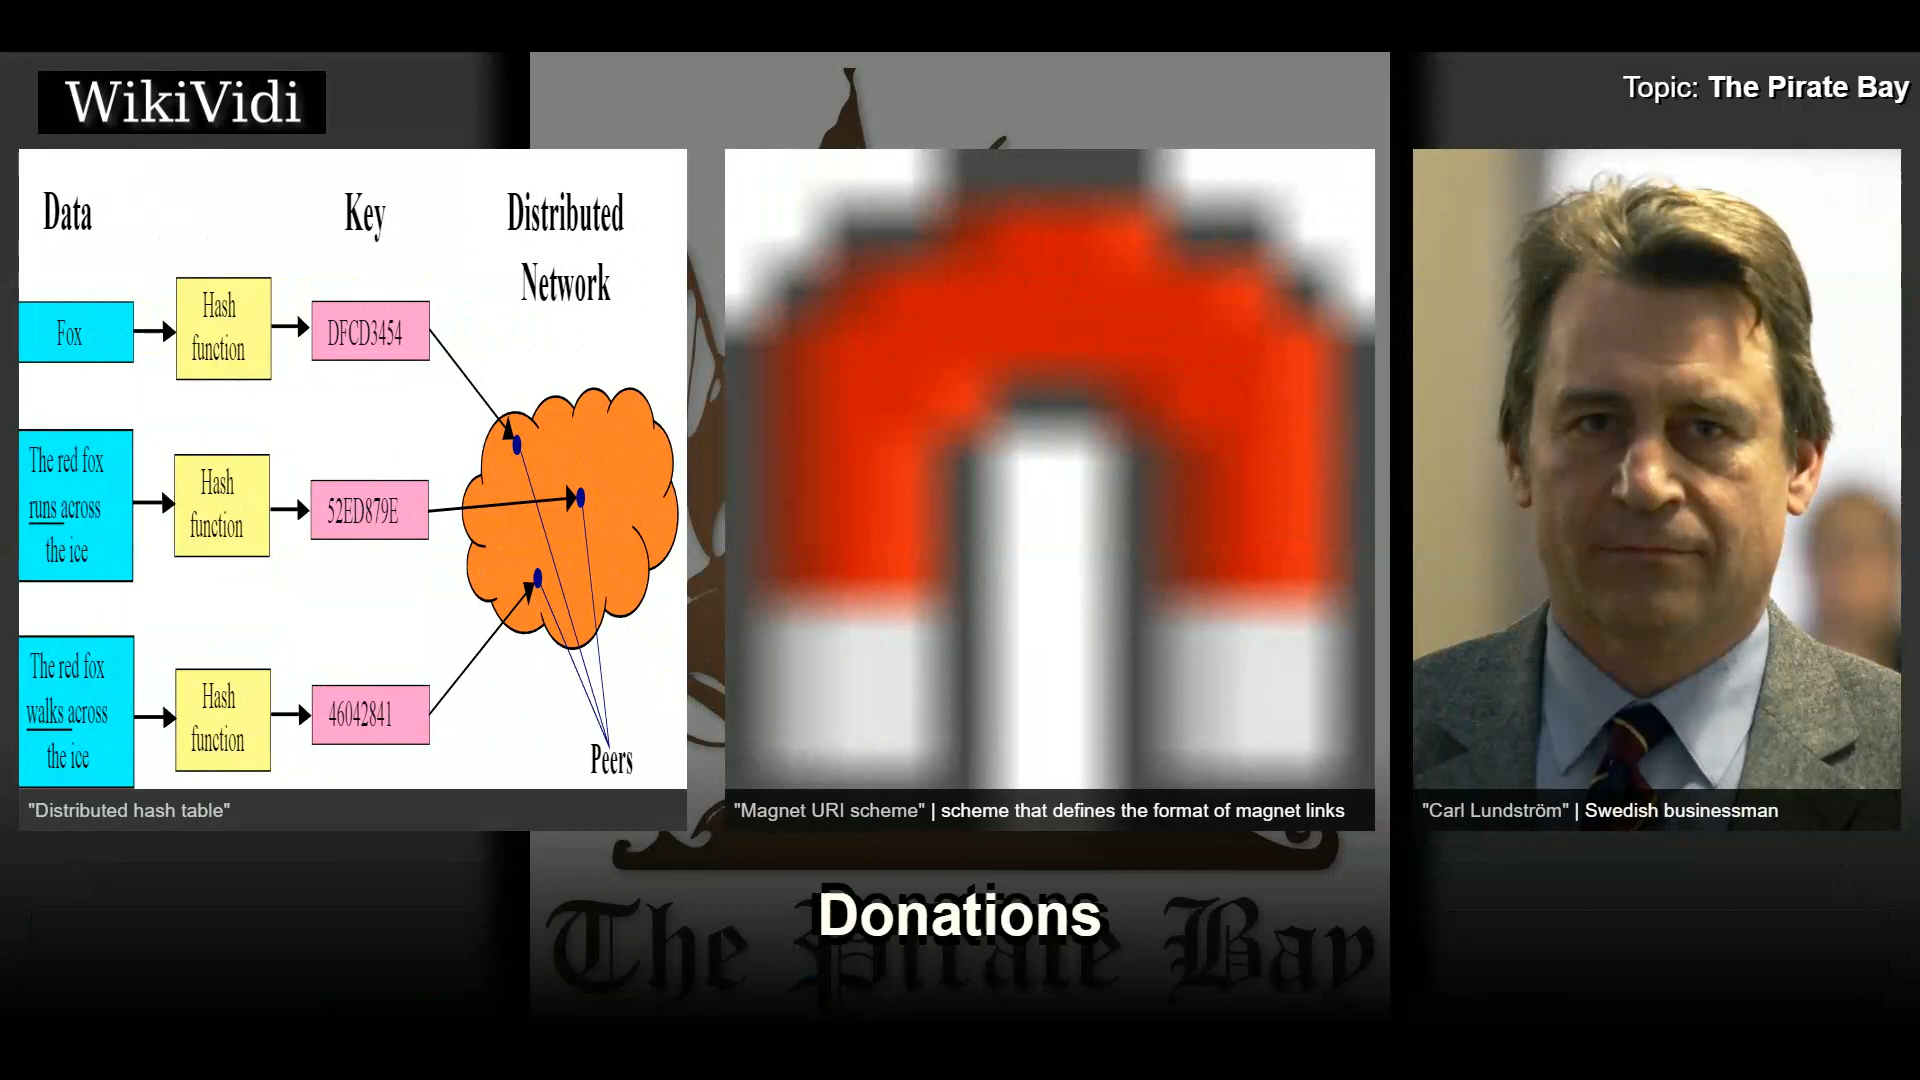 WikiVidi
Topic: The Pirate Bay
Data
Key
Distributed
Network
Fox
Hash
function
DFCD3454
The red fox
runs across
the ice
Hash
function
52ED879E
The red fox
walks across
the ice
Hash
function
46042841
Peers
"Distributed hash table"
"Magnet URI scheme" | scheme that defines the format of magnet links
"Carl Lundström" | Swedish businessman
Donations
The Pirate Bay